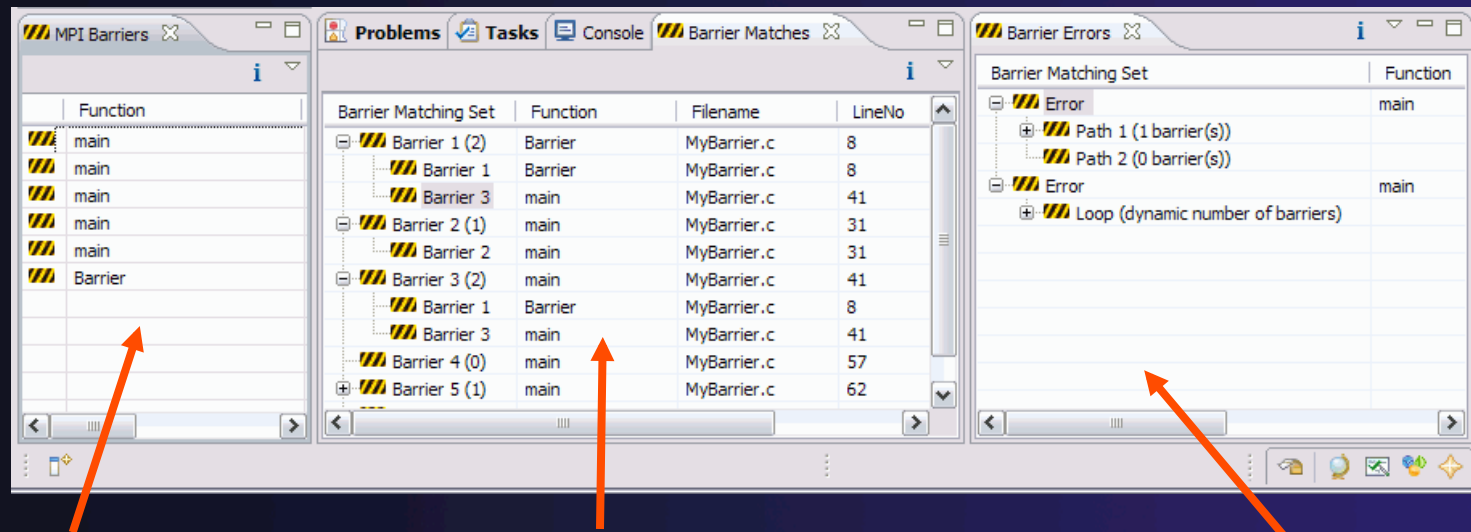 MPI Barriers
Function
main
main
main
main
main
Barrier
Problems Tasks Console Barrier Matches
Barrier Matching Set Function Filename LineNo
Barrier 1 (2) Barrier MyBarrier.c 8
Barrier 1 Barrier MyBarrier.c 8
Barrier 3 main MyBarrier.c 41
Barrier 2 (1) main MyBarrier.c 31
Barrier 2 main MyBarrier.c 31
Barrier 3 (2) main MyBarrier.c 41
Barrier 1 Barrier MyBarrier.c 8
Barrier 3 main MyBarrier.c 41
Barrier 4 (0) main MyBarrier.c 57
Barrier 5 (1) main MyBarrier.c 62
Barrier Errors
Barrier Matching Set Function
Error main
Path 1 (1 barrier(s))
Path 2 (0 barrier(s))
Error main
Loop (dynamic number of barriers)